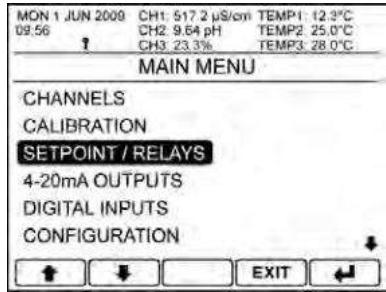 MON 1 JUN 2009 CH1: 517.2 µS/cm TEMP1: 12.3°C
09:56 CH2: 9.64 pH TEMP2: 25.0°C
CH3: 23.3% TEMP3: 28.0°C
MAIN MENU
CHANNELS
CALIBRATION
SETPOINT / RELAYS
4-20mA OUTPUTS
DIGITAL INPUTS
CONFIGURATION
EXIT